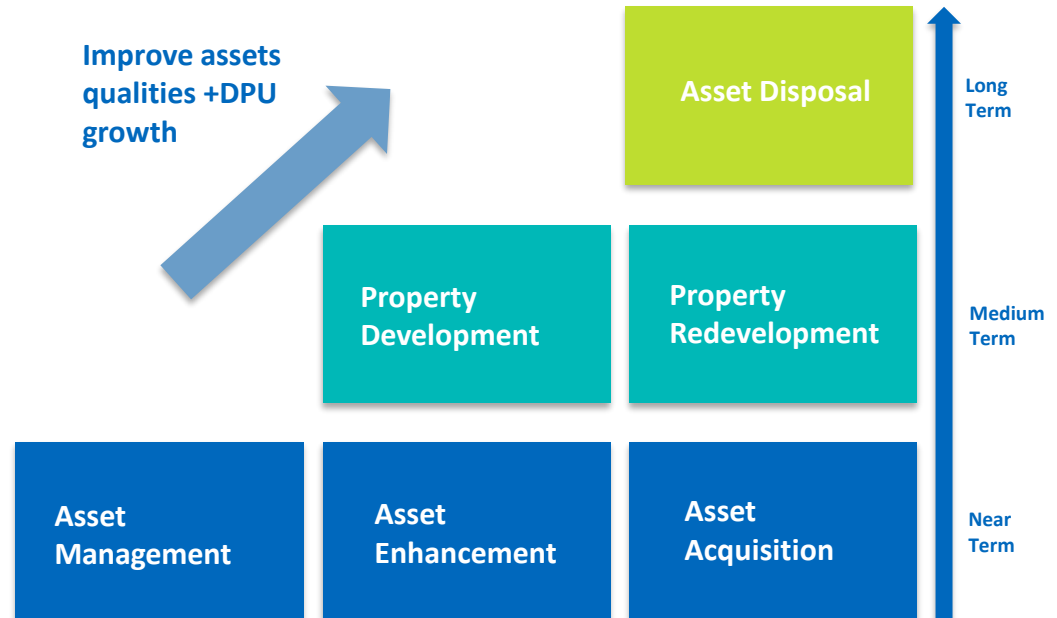 Improve assets
qualities +DPU
growth
Asset Disposal
Long
Term
Property
Development
Property
Redevelopment
Medium
Term
Asset
Management
Asset
Enhancement
Asset
Acquisition
Near
Term